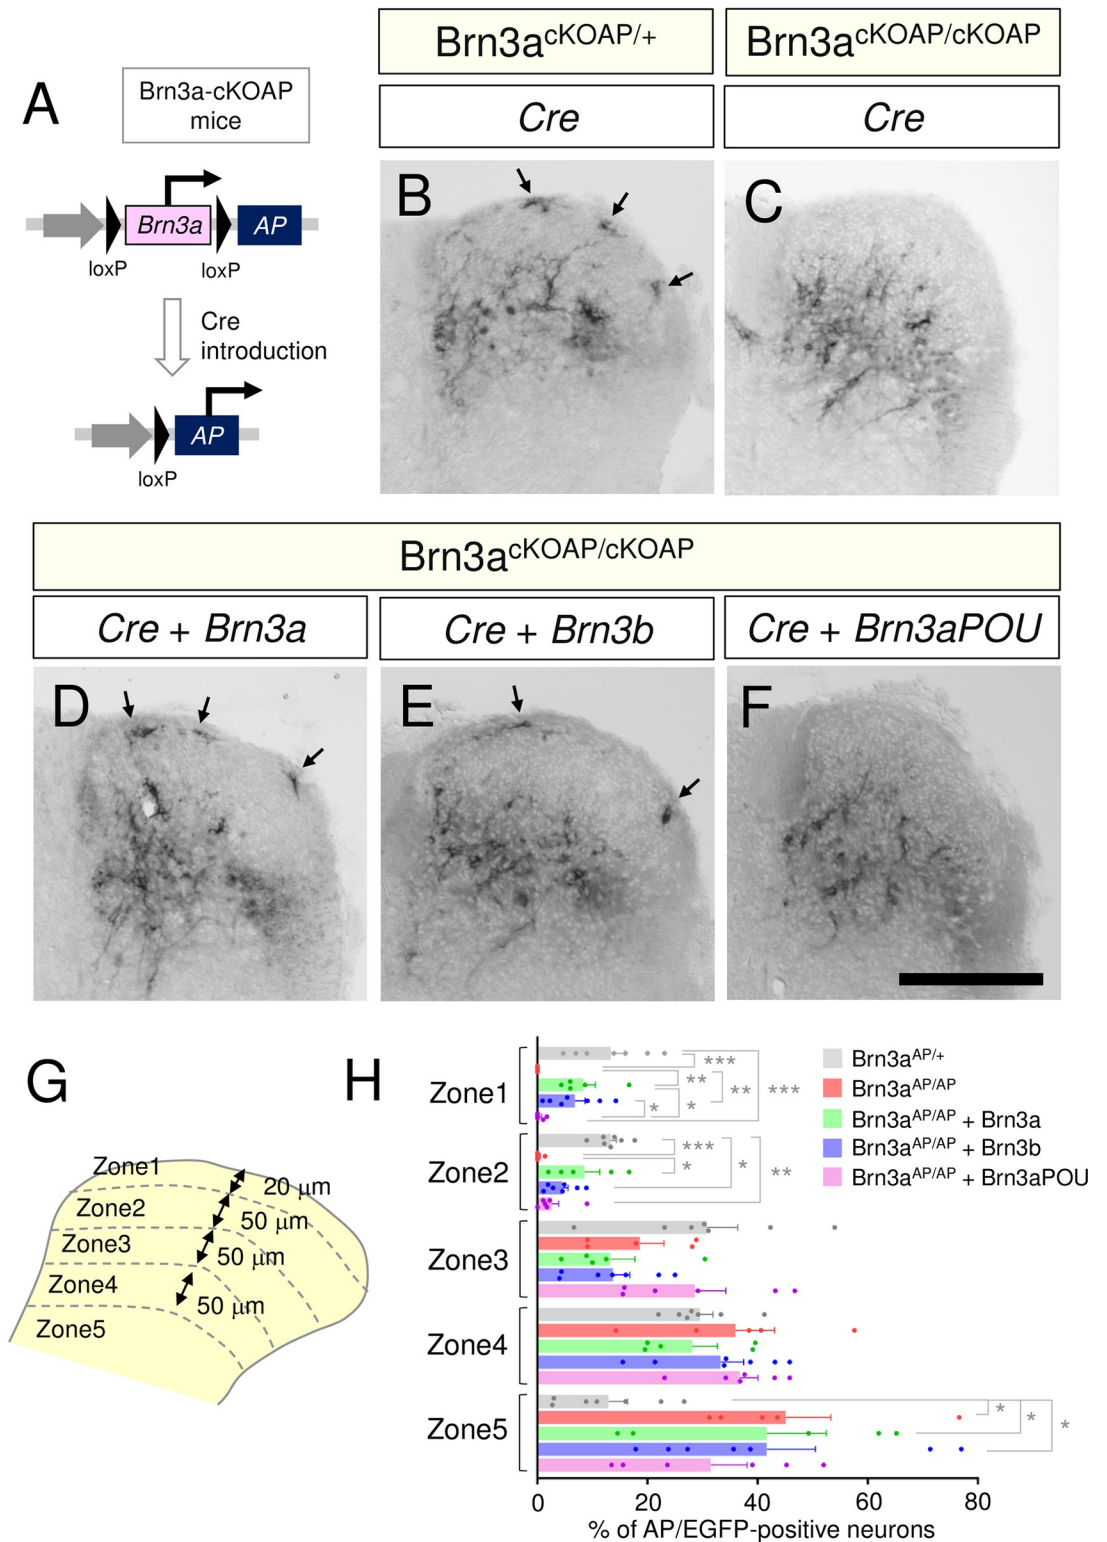 A
Brn3a-cKOAP
mice
Brn3a
AP
loxP
loxP
Cre
introduction
AP
loxP
Brn3acKOAP/+
Brn3acKOAP/cKOAP
Cre
Cre
B
C
Brn3acKOAP/cKOAP
Cre + Brn3a
Cre + Brn3b
Cre + Brn3aPOU
D
E
F
G
Zone1
Zone2
Zone3
Zone4
Zone5
20 μm
50 μm
50 μm
50 μm
H
Zone1
Zone2
Zone3
Zone4
Zone5
***
**
**
***
*
*
***
*
*
**
*
*
*
Brn3aAP/+
Brn3aAP/AP
Brn3aAP/AP + Brn3a
Brn3aAP/AP + Brn3b
Brn3aAP/AP + Brn3aPOU
0
20
40
60
80
% of AP/EGFP-positive neurons